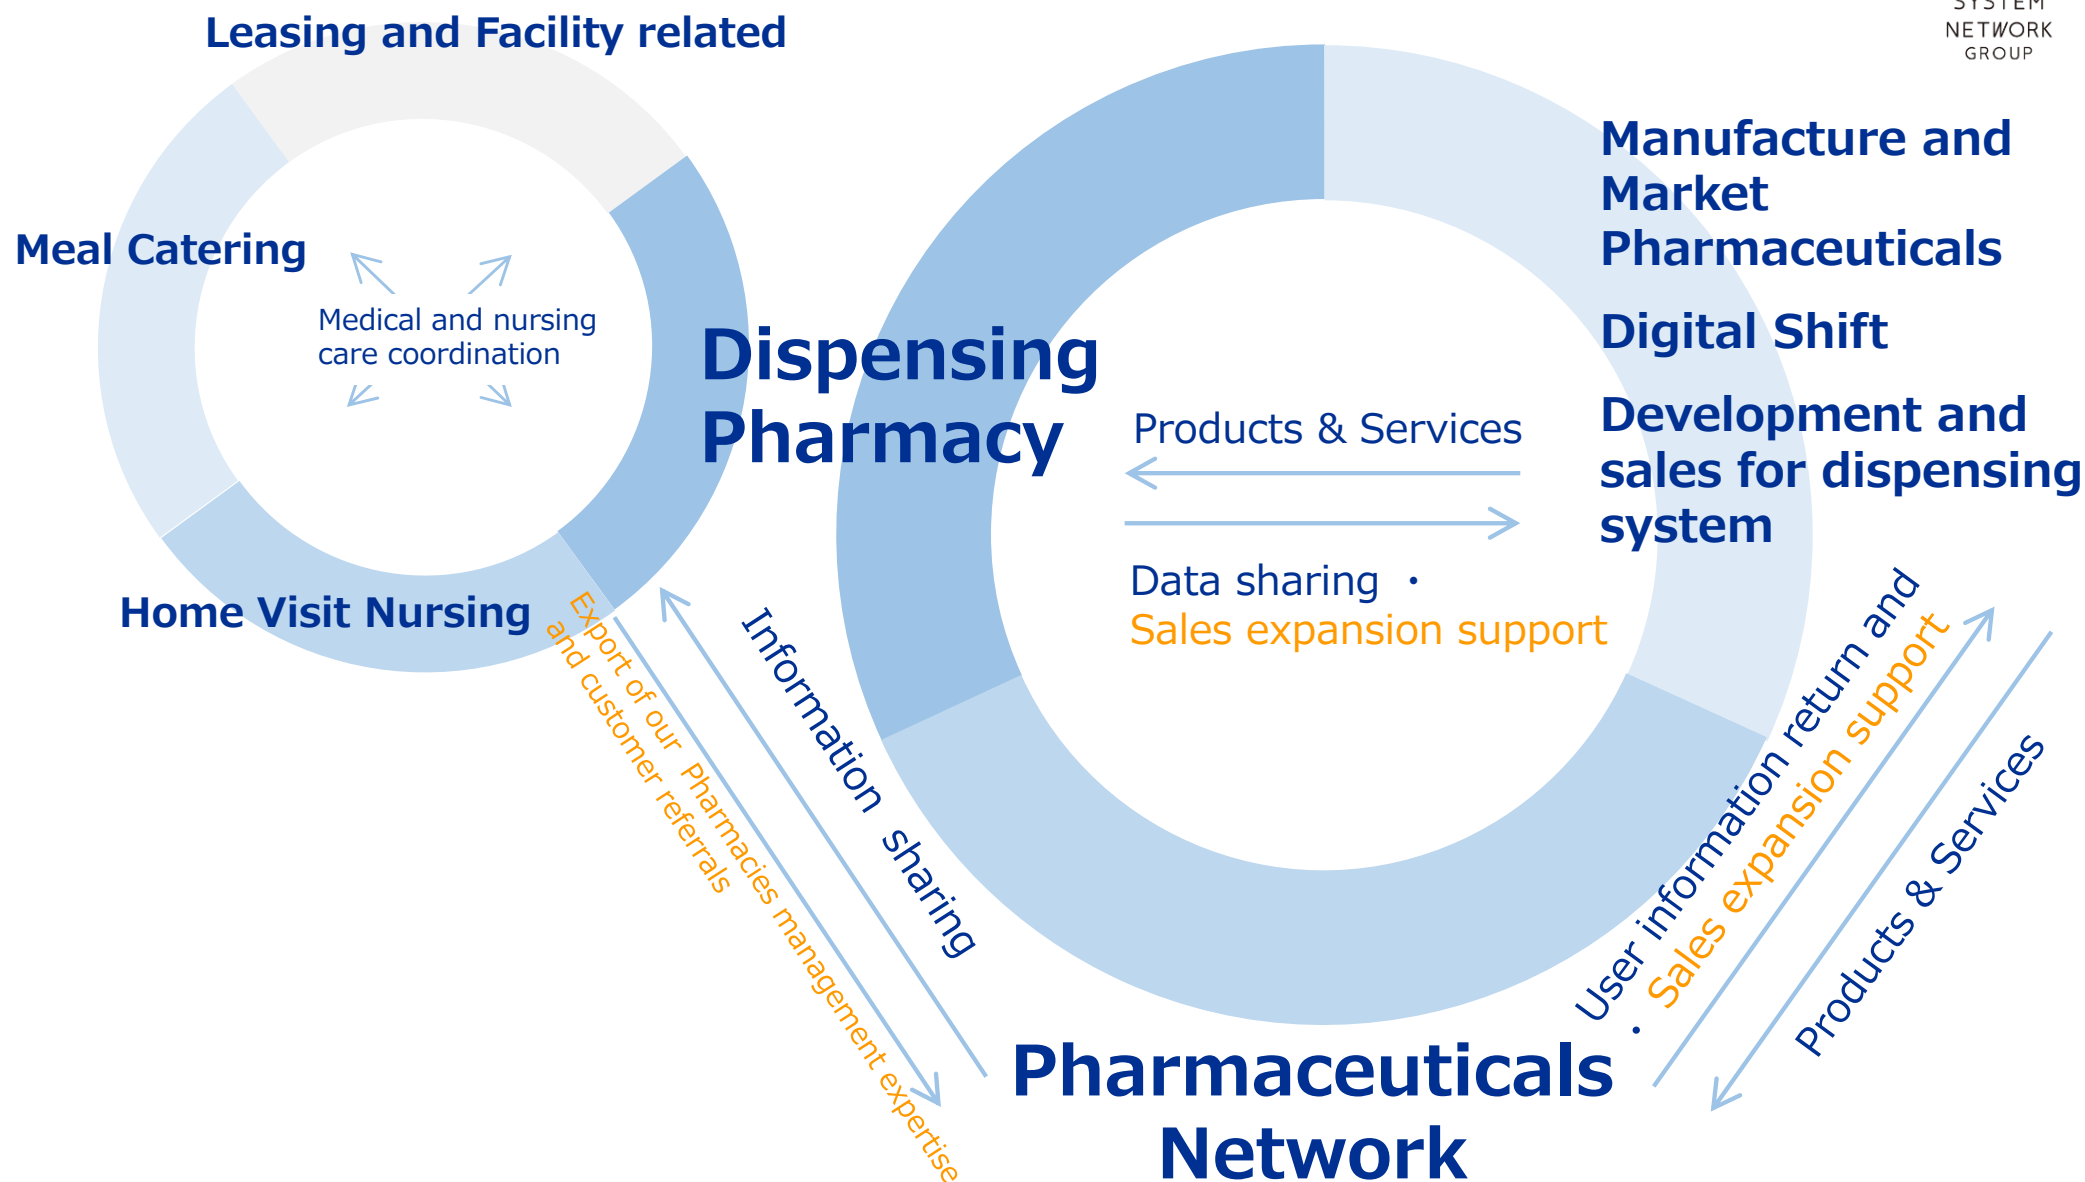 SYSTEM
NETWORK
GROUP
Leasing and Facility related
Meal Catering
Medical and nursing
care coordination
Home Visit Nursing
Dispensing
Pharmacy
Products & Services
Data sharing ・
Sales expansion support
Manufacture and
Market
Pharmaceuticals
Digital Shift
Development and
sales for dispensing
system
Export of our Pharmacies management expertise
and customer referrals
Information sharing
User information return and
・ Sales expansion support
Products & Services
Pharmaceuticals
Network